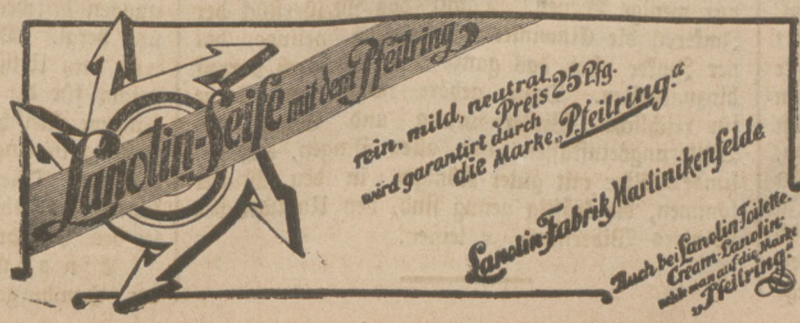 Lanolin-Seife mit dem Pfeilring
rein, mild, neutral.
Preis 25 Pfg.
wird garantirt durch
die Marke „Pfeilring.“
Lanolin-Fabrik Martinikenfelde
Auch bei Lanolin Toilette-
Cream-Lanolin-
man auf die Marke
„Pfeilring.“